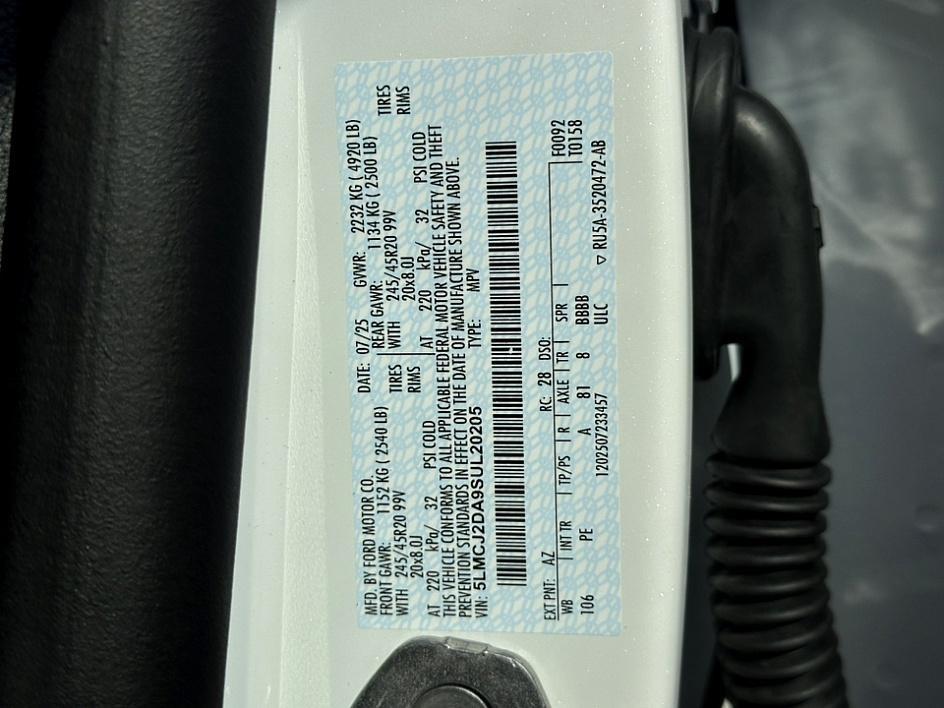 MFD. BY FORD MOTOR CO. DATE: 07/25 GVWR: 2232 KG ( 4920 LB)
FRONT GAWR: 1152 KG ( 2540 LB) REAR GAWR: 1134 KG ( 2500 LB)
WITH 245/45R20 99V TIRES WITH 245/45R20 99V TIRES
20x8.0J RIMS 20x8.0J RIMS
AT 220 kPa/ 32 PSI COLD AT 220 kPa/ 32 PSI COLD
THIS VEHICLE CONFORMS TO ALL APPLICABLE FEDERAL MOTOR VEHICLE SAFETY AND THEFT
PREVENTION STANDARDS IN EFFECT ON THE DATE OF MANUFACTURE SHOWN ABOVE.
VIN: 5LMCJ2DA9SUL20205 TYPE: MPV
EXT PNT: AZ RC: 28 DSO: F0092
WB INT TR TP/PS R AXLE TR SPR T0158
106 PE A 81 8 BBBB
ULC
1202507233457 ▽ RU5A-3520472-AB